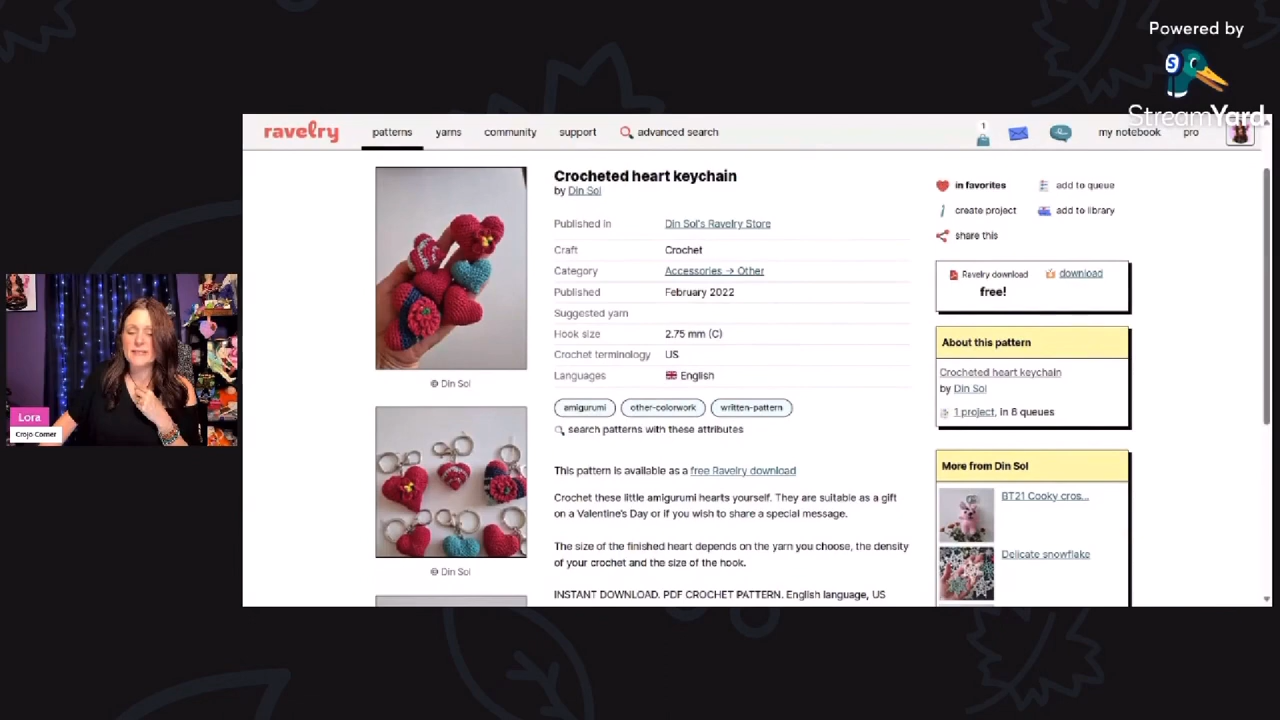 Powered by
S
StreamYard
ravelry
patterns
yarns
community
support
advanced search
1
my notebook
pro
Crocheted heart keychain
by Din Sol
Published in
Din Sol's Ravelry Store
Craft
Crochet
Category
Accessories → Other
Published
February 2022
Suggested yarn
Hook size
2.75 mm (C)
Crochet terminology
US
Languages
English
amigurumi
other-colorwork
written-pattern
search patterns with these attributes
This pattern is available as a free Ravelry download
Crochet these little amigurumi hearts yourself. They are suitable as a gift
on a Valentine's Day or if you wish to share a special message.
The size of the finished heart depends on the yarn you choose, the density
of your crochet and the size of the hook.
INSTANT DOWNLOAD. PDF CROCHET PATTERN. English language, US
© Din Sol
© Din Sol
in favorites
add to queue
create project
add to library
share this
Ravelry download
free!
download
About this pattern
Crocheted heart keychain
by Din Sol
1 project, in 6 queues
More from Din Sol
BT21 Cooky cros...
Delicate snowflake
Lora
Crojo Corner